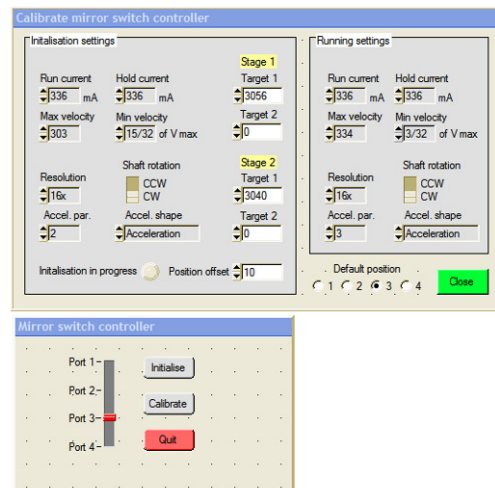 Calibrate mirror switch controller
Initalisation settings
Stage 1
Run current Hold current Target 1
336 mA 336 mA 3056
Max velocity Min velocity Target 2
303 15/32 of V max 0
Stage 2
Shaft rotation
Resolution CCW Target 1
16x CW 3040
Accel. par. Accel. shape Target 2
2 Acceleration 0
Initalisation in progress Position offset 10
Running settings
Run current Hold current
336 mA 336 mA
Max velocity Min velocity
334 3/32 of V max
Shaft rotation
Resolution CCW
16x CW
Accel. par. Accel. shape
3 Acceleration
Default position
1 2 3 4 Close
Mirror switch controller
Port 1 Initialise
Port 2
Calibrate
Port 3
Quit
Port 4